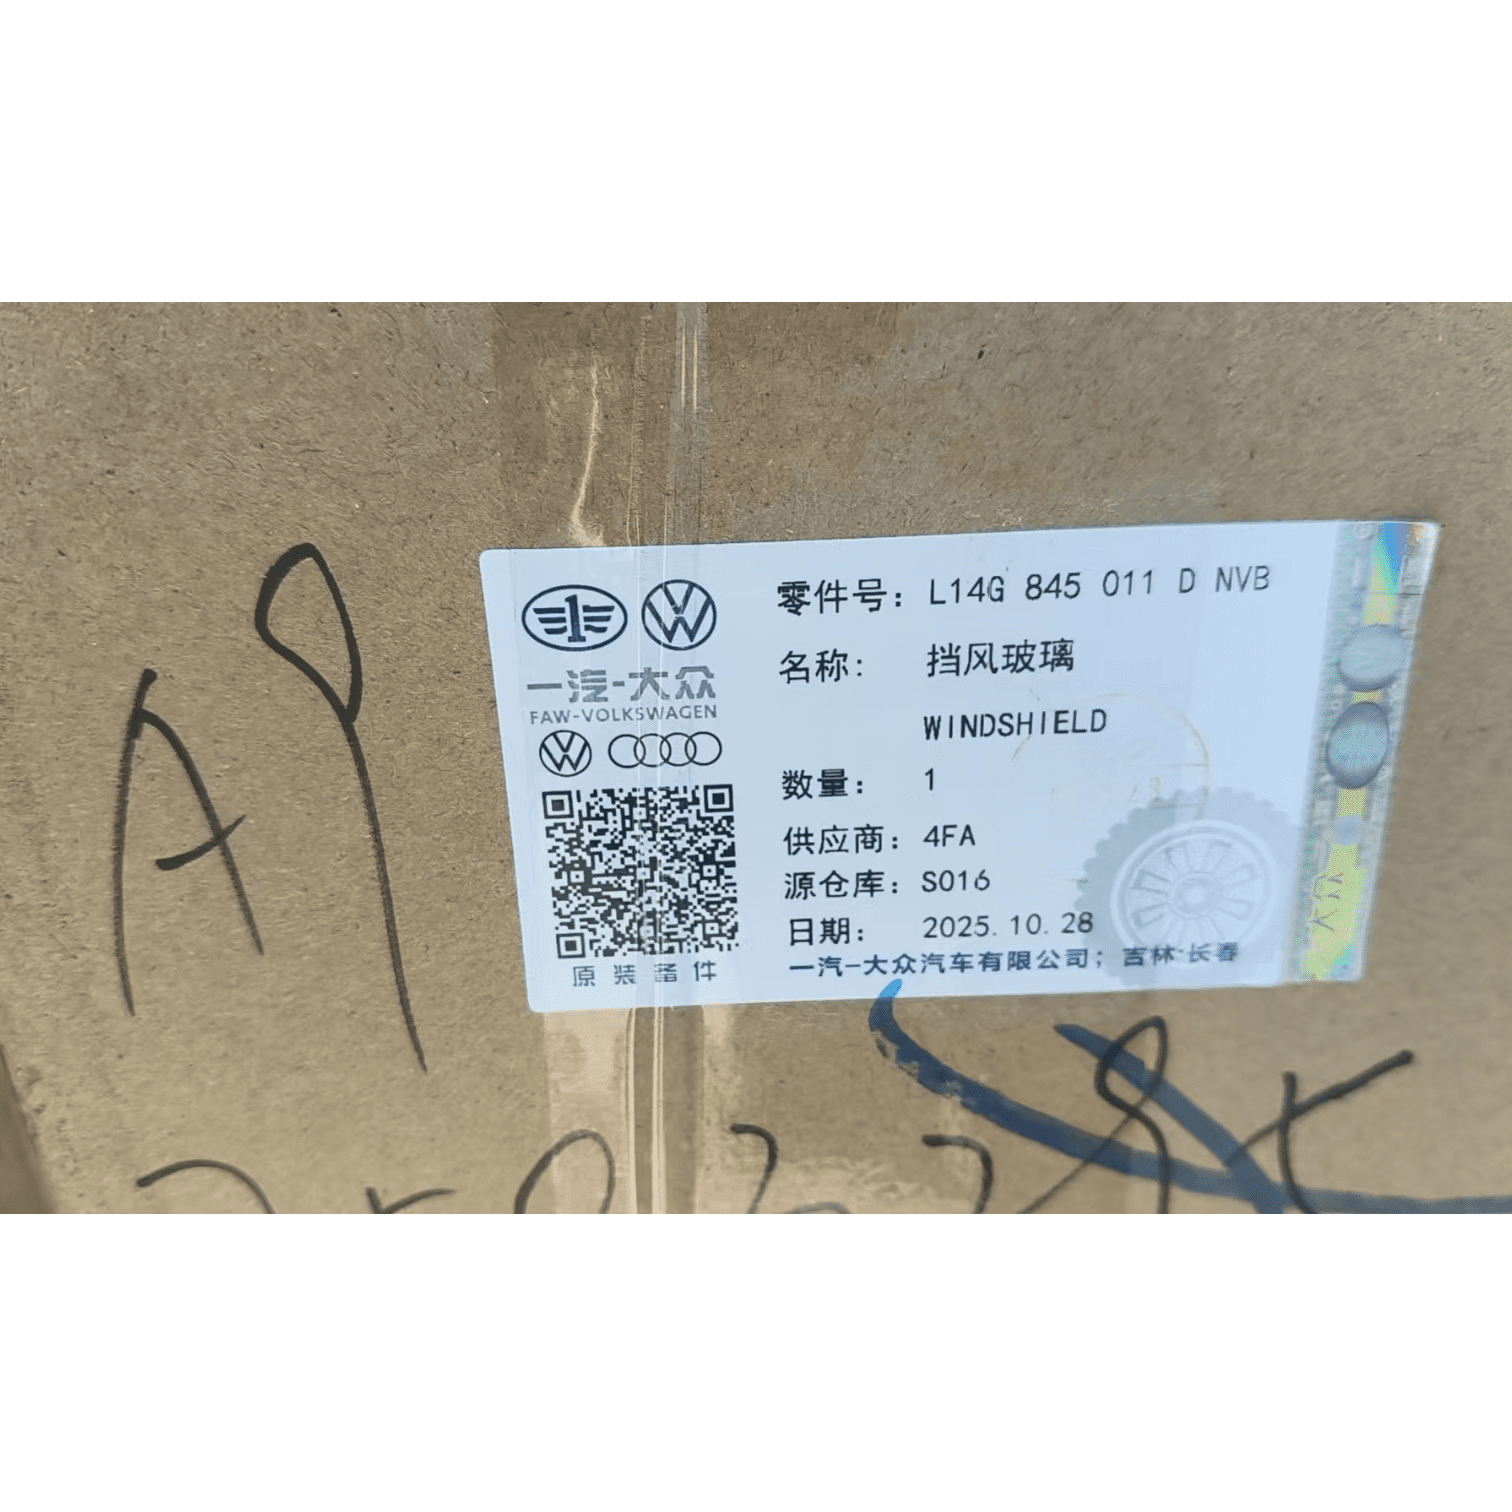 A9
一汽-大众
FAW-VOLKSWAGEN
原装备件
零件号: L14G 845 011 D NVB
名称: 挡风玻璃
WINDSHIELD
数量: 1
供应商: 4FA
源仓库: S016
日期: 2025.10.28
一汽-大众汽车有限公司; 吉林·长春